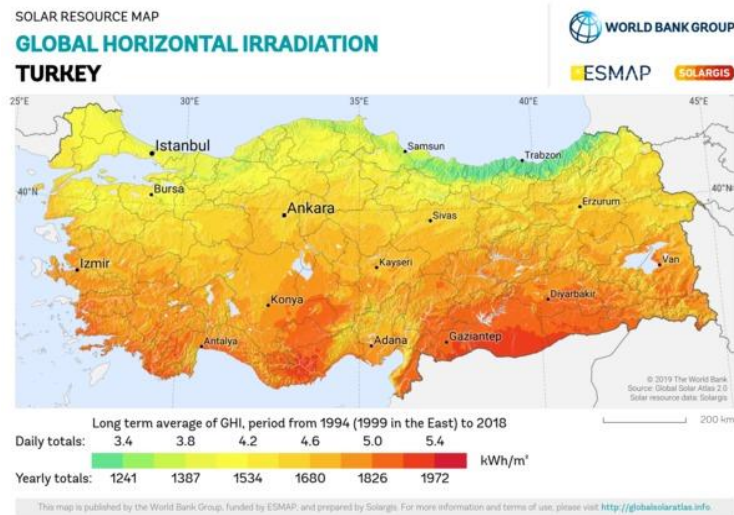 SOLAR RESOURCE MAP
GLOBAL HORIZONTAL IRRADIATION
TURKEY
WORLD BANK GROUP
ESMAP
SOLARGIS
25°E 30°E 35°E 40°E 45°E
Istanbul
Samsun
Trabzon
40°N
Bursa
40°N
Ankara
Sivas
Erzurum
Izmir
Kayseri
Van
Konya
Diyarbakir
Antalya
Adana
Gaziantep
© 2019 The World Bank
Source: Global Solar Atlas 2.0
Solar resource data: Solargis
Long term average of GHI, period from 1994 (1999 in the East) to 2018
200 km
Daily totals: 3.4 3.8 4.2 4.6 5.0 5.4
kWh/m²
Yearly totals: 1241 1387 1534 1680 1826 1972
This map is published by the World Bank Group, funded by ESMAP, and prepared by Solargis. For more information and terms of use, please visit http://globalsolaratlas.info.